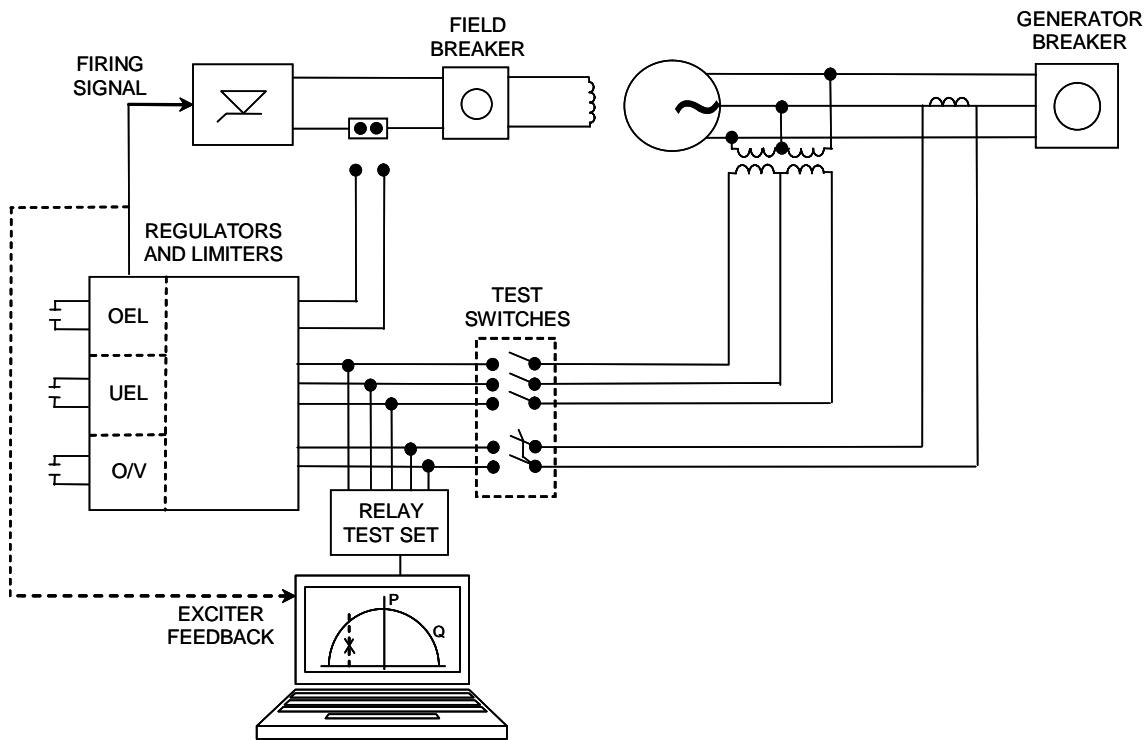 FIELD
BREAKER
GENERATOR
BREAKER
FIRING
SIGNAL
REGULATORS
AND LIMITERS
OEL
UEL
O/V
TEST
SWITCHES
RELAY
TEST SET
EXCITER
FEEDBACK
P
Q